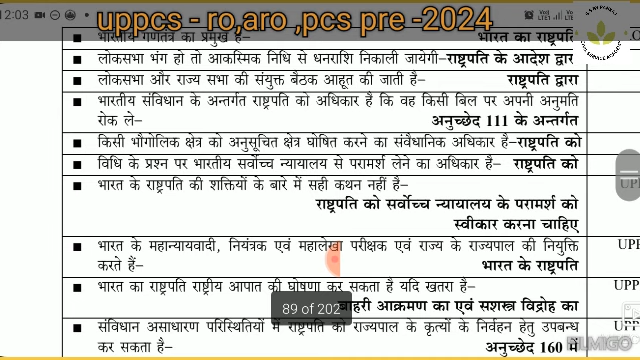 12:03
uppcs - ro,aro ,pcs pre -2024
■ भारतीय गणतंत्र का प्रमुख है- भारत का राष्ट्रपति
■ लोकसभा भंग हो तो आकस्मिक निधि से धनराशि निकाली जायेगी-राष्ट्रपति के आदेश द्वारा
■ लोकसभा और राज्य सभा की संयुक्त बैठक आहूत की जाती है- राष्ट्रपति द्वारा
■ भारतीय संविधान के अन्तर्गत राष्ट्रपति को अधिकार है कि वह किसी बिल पर अपनी अनुमति
रोक ले- अनुच्छेद 111 के अन्तर्गत
■ किसी भौगोलिक क्षेत्र को अनुसूचित क्षेत्र घोषित करने का संवैधानिक अधिकार है-राष्ट्रपति को
■ विधि के प्रश्न पर भारतीय सर्वोच्च न्यायालय से परामर्श लेने का अधिकार है- राष्ट्रपति को
■ भारत के राष्ट्रपति की शक्तियों के बारे में सही कथन नहीं है- UPP
राष्ट्रपति को सर्वोच्च न्यायालय के परामर्श को
स्वीकार करना चाहिए
■ भारत के महान्यायवादी, नियंत्रक एवं महालेखा परीक्षक एवं राज्य के राज्यपाल की नियुक्ति UPP
करते हैं- भारत के राष्ट्रपति
■ भारत का राष्ट्रपति राष्ट्रीय आपात की घोषणा कर सकता है यदि खतरा है- UPP
बाहरी आक्रमण का एवं सशस्त्र विद्रोह का
89 of 202
■ संविधान असाधारण परिस्थितियों में राष्ट्रपति को राज्यपाल के कृत्यों के निर्वहन हेतु उपबन्ध UPP
कर सकता है- अनुच्छेद 160 में